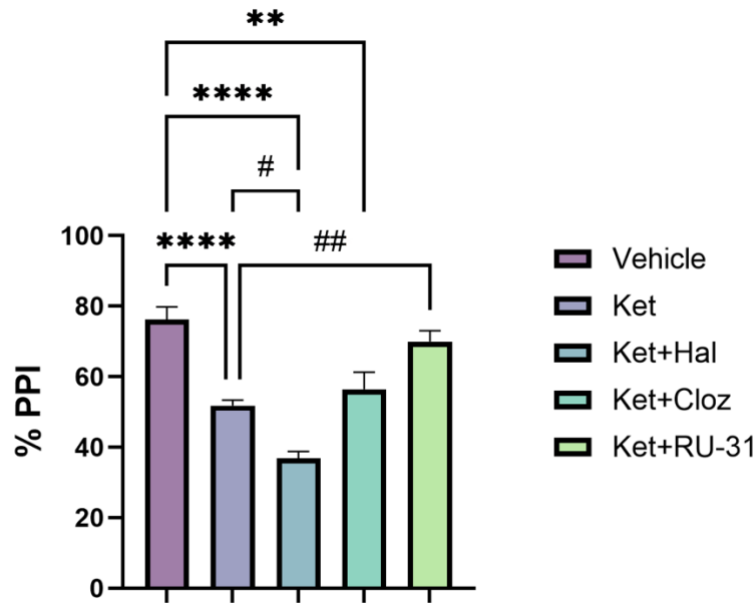 **
****
#
****
##
100
80
60
40
20
0
% PPI
Vehicle
Ket
Ket+Hal
Ket+Cloz
Ket+RU-31